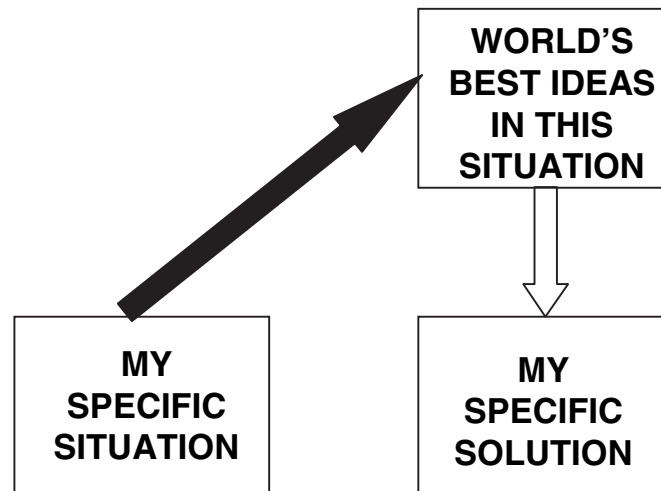 WORLD'S
BEST IDEAS
IN THIS
SITUATION
MY
SPECIFIC
SITUATION
MY
SPECIFIC
SOLUTION